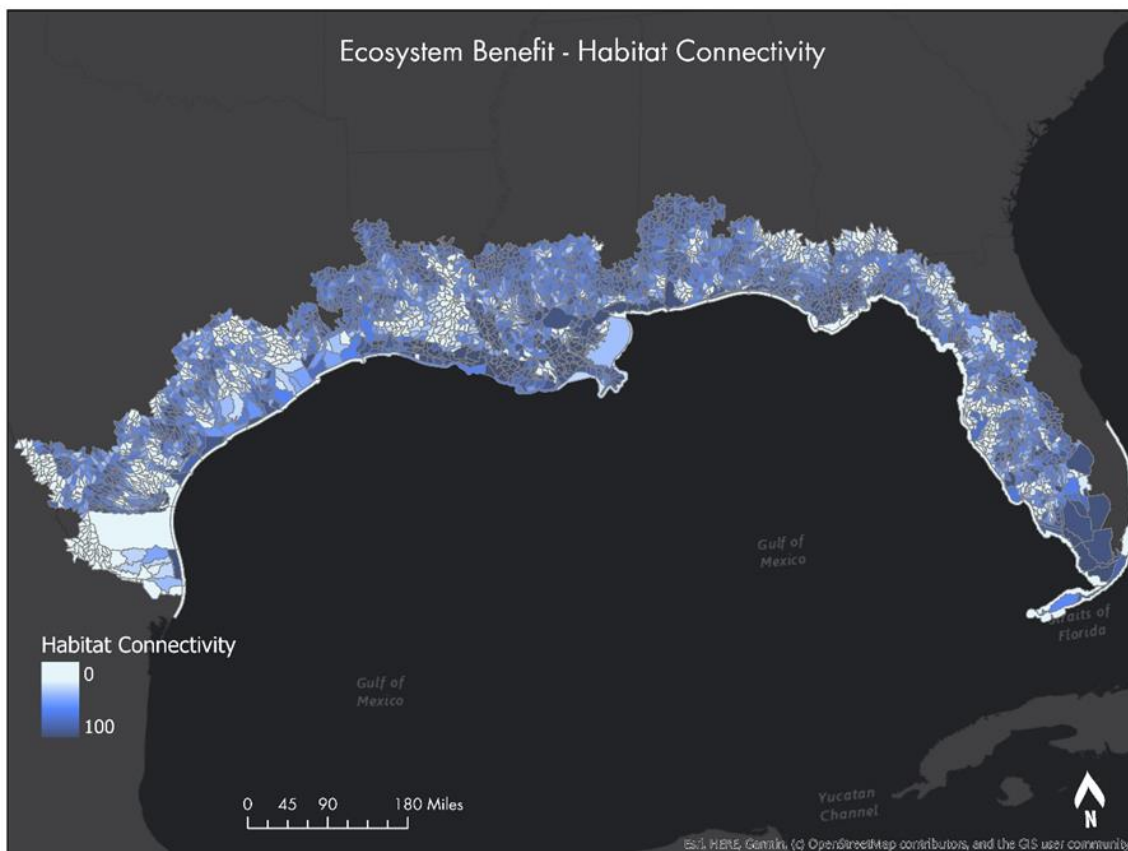 Ecosystem Benefit - Habitat Connectivity
Gulf of
Mexico
Straits of
Florida
Habitat Connectivity
0
100
Gulf of
Mexico
0 45 90 180 Miles
Yucatan
Channel
N
Esri, HERE, Garmin, (c) OpenStreetMap contributors, and the GIS user community